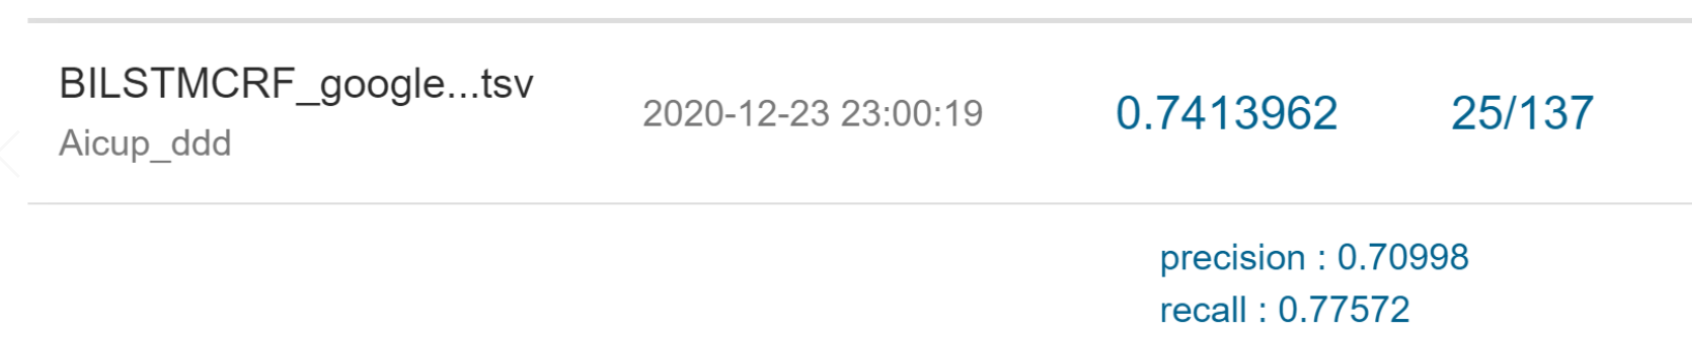 BILSTMCRF_google...tsv
Aicup_ddd
2020-12-23 23:00:19
0.7413962
25/137
precision : 0.70998
recall : 0.77572